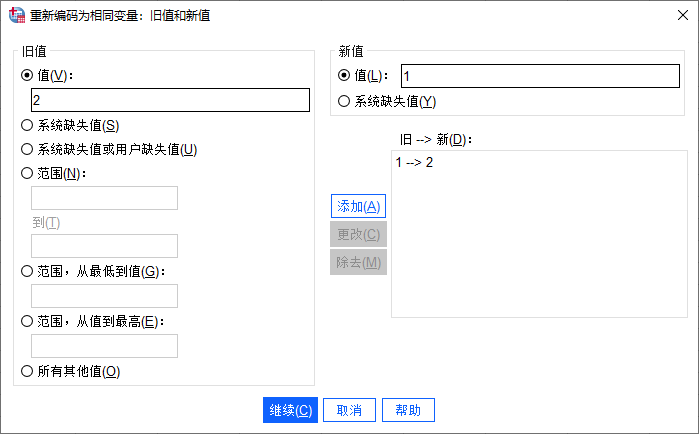 重新编码为相同变量：旧值和新值
旧值
值(V)：
2
系统缺失值(S)
系统缺失值或用户缺失值(U)
范围(N)：
到(T)
范围，从最低到值(G)：
范围，从值到最高(E)：
所有其他值(O)
新值
值(L)： 1
系统缺失值(Y)
旧 --> 新(D)：
1 --> 2
添加(A)
更改(C)
除去(M)
继续(C) 取消 帮助